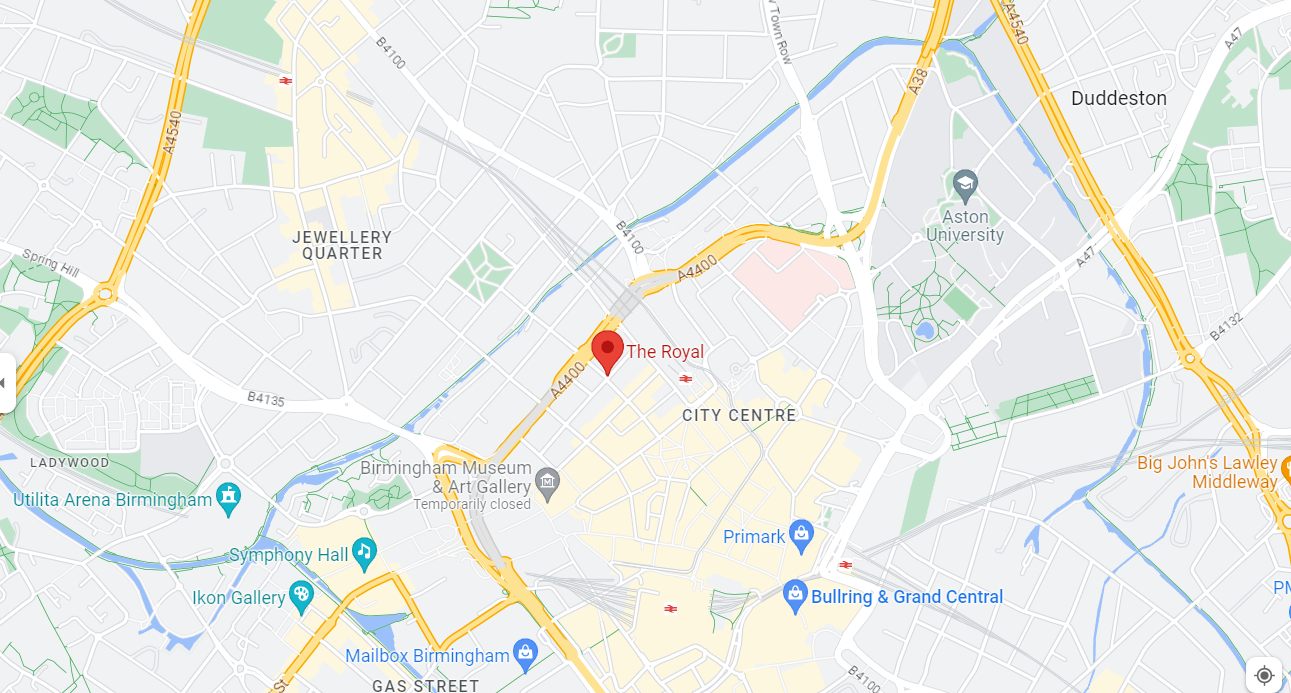 B4100
v Town Row
A4540
A47
A38
Duddeston
A4540
Aston
University
JEWELLERY
QUARTER
B4100
Spring Hill
A4400
A47
B4132
The Royal
A4400
B4135
CITY CENTRE
LADYWOOD
Birmingham Museum
& Art Gallery
Temporarily closed
Big John's Lawley
Middleway
Utilita Arena Birmingham
Primark
Symphony Hall
Ikon Gallery
Bullring & Grand Central
PM
Mailbox Birmingham
St
GAS STREET
B4100